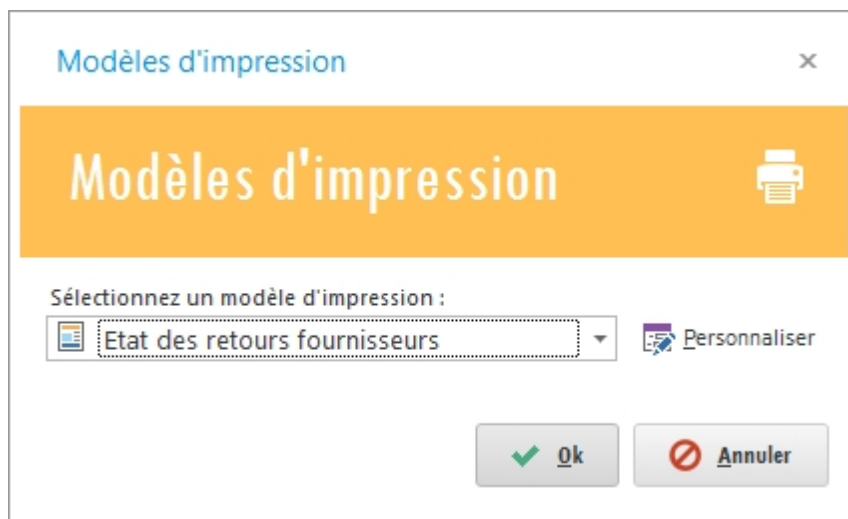 Modèles d'impression
Modèles d'impression
Sélectionnez un modèle d'impression :
Etat des retours fournisseurs
Personnaliser
Ok
Annuler